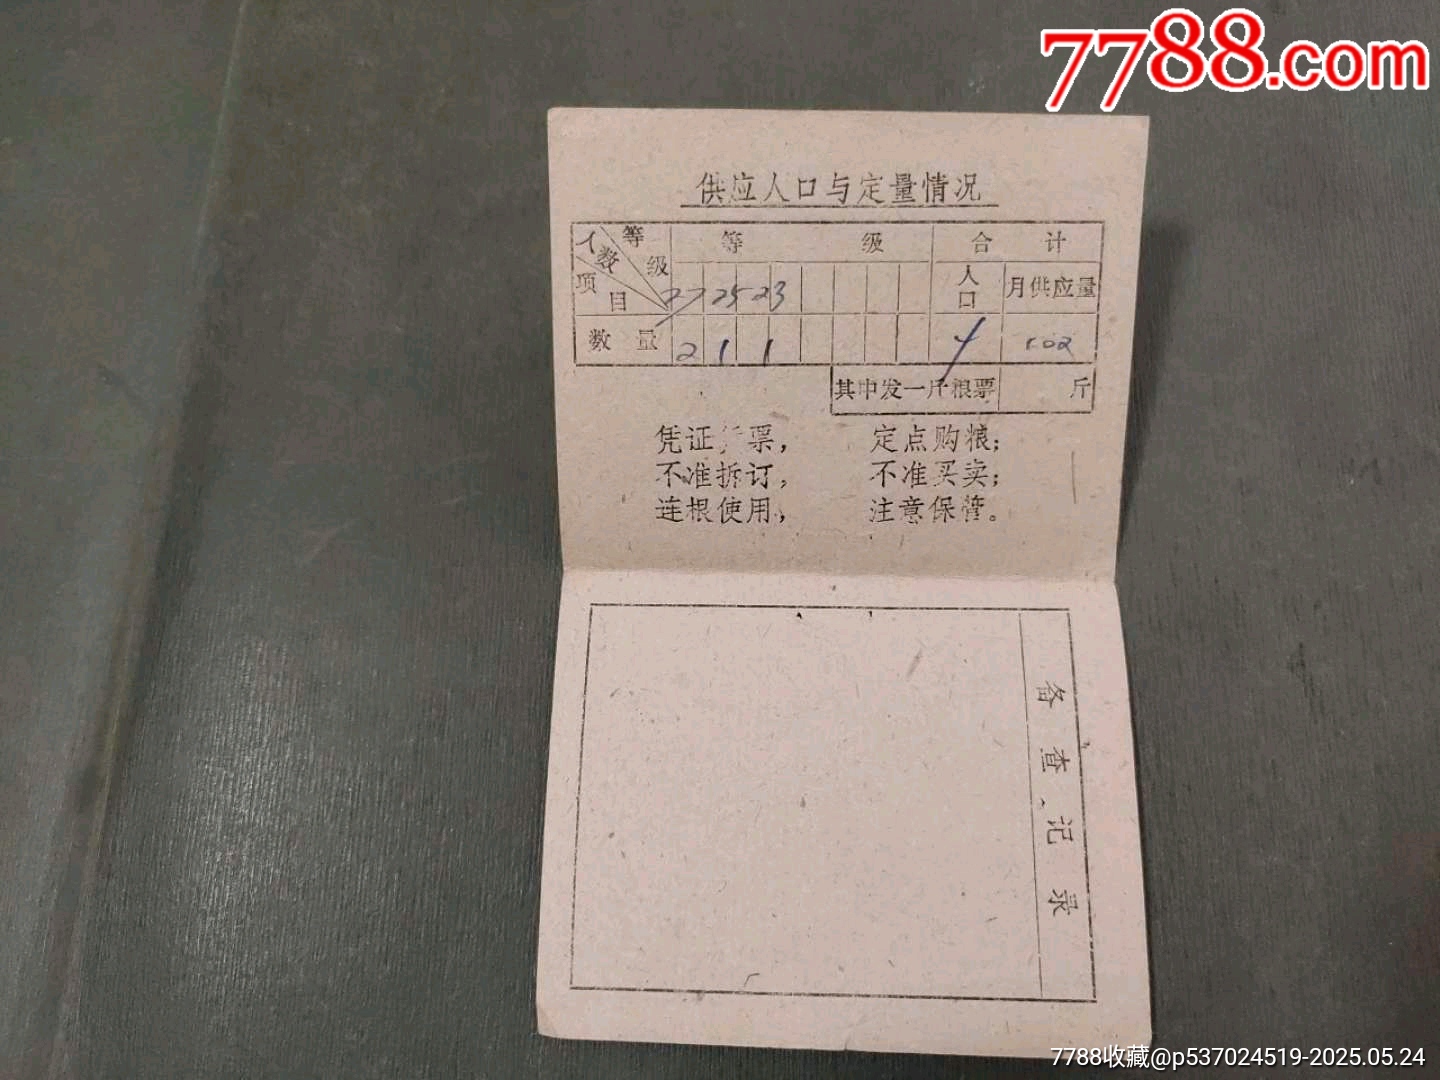 7788.com
供应人口与定量情况
人数 等级 项目
等 级
合 计
27 25 23
人口
月供应量
数 量
2 1 1
4
102
其中发一斤粮票
斤
凭证 票， 定点购粮；
不准拆订， 不准买卖；
连根使用， 注意保管。
备查记录
7788收藏@p537024519-2025.05.24